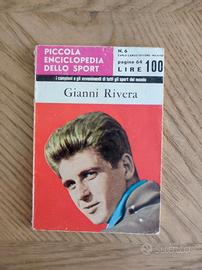 PICCOLA
ENCICLOPEDIA
DELLO SPORT
N. 6
pagine 64
LIRE 100
i campioni e gli avvenimenti di tutti gli sport del mondo
Gianni Rivera
subito